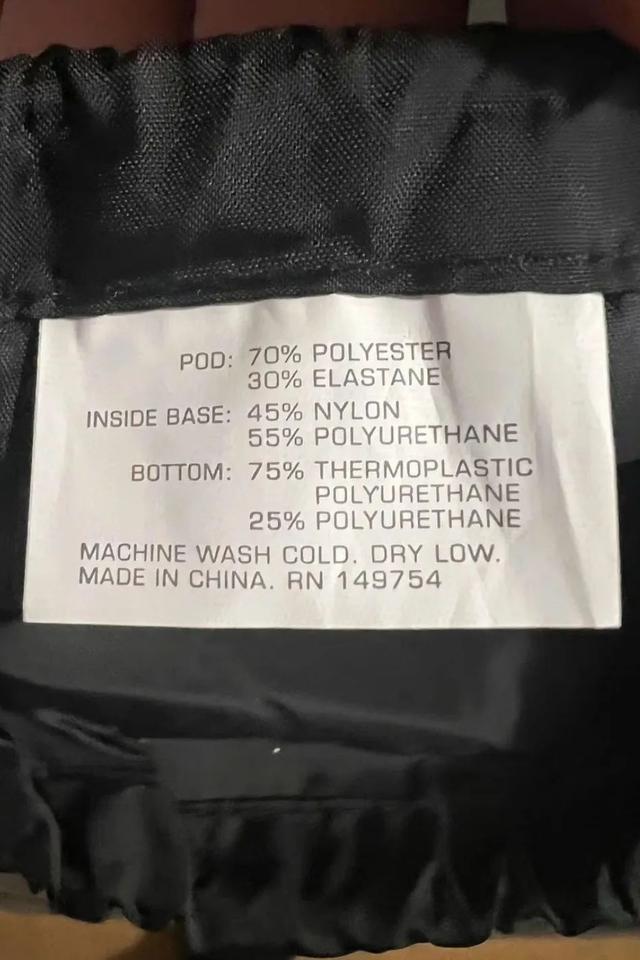 POD: 70% POLYESTER
30% ELASTANE
INSIDE BASE: 45% NYLON
55% POLYURETHANE
BOTTOM: 75% THERMOPLASTIC
POLYURETHANE
25% POLYURETHANE
MACHINE WASH COLD. DRY LOW.
MADE IN CHINA. RN 149754